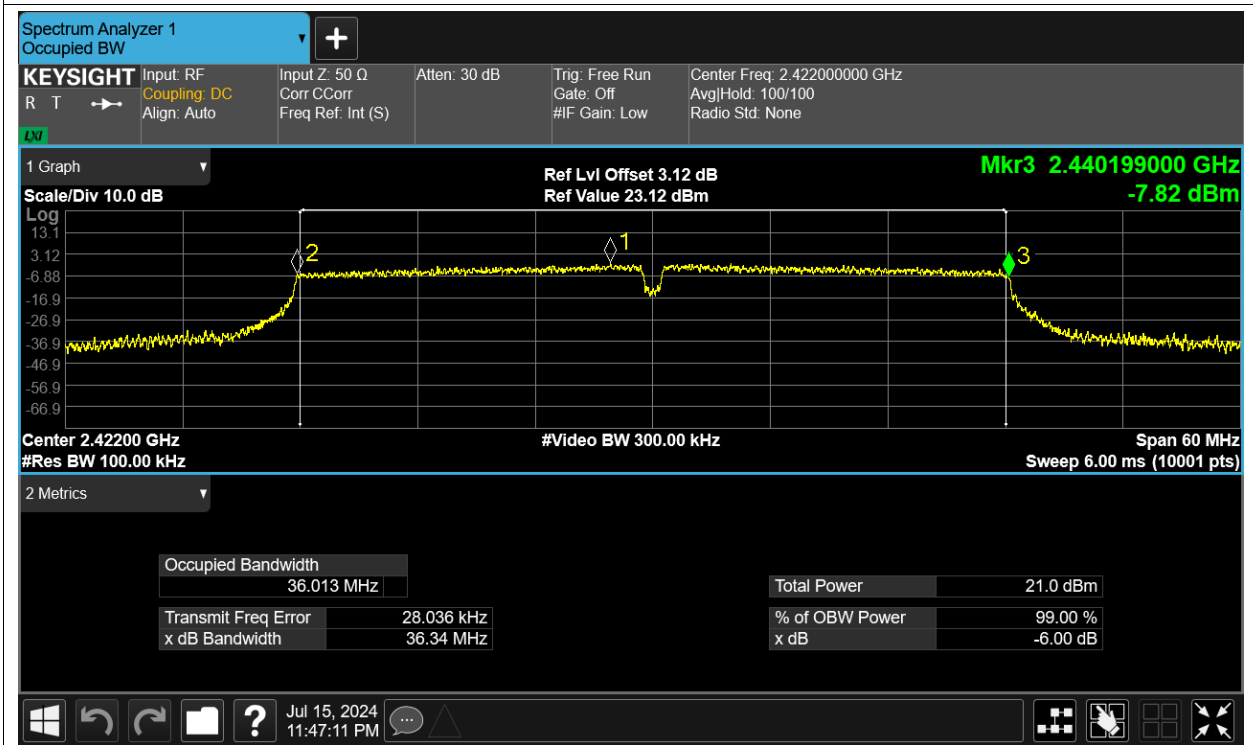 Spectrum Analyzer 1
Occupied BW
KEYSIGHT
R T
LXI
Input: RF
Coupling: DC
Align: Auto
Input Z: 50 Ω
Corr CCorr
Freq Ref: Int (S)
Atten: 30 dB
Trig: Free Run
Gate: Off
#IF Gain: Low
Center Freq: 2.422000000 GHz
Avg|Hold: 100/100
Radio Std: None
1 Graph
Scale/Div 10.0 dB
Ref Lvl Offset 3.12 dB
Ref Value 23.12 dBm
Mkr3 2.440199000 GHz
-7.82 dBm
Log
13.1
3.12
-6.88
-16.9
-26.9
-36.9
-46.9
-56.9
-66.9
2
1
3
Center 2.42200 GHz
#Res BW 100.00 kHz
#Video BW 300.00 kHz
Span 60 MHz
Sweep 6.00 ms (10001 pts)
2 Metrics
Occupied Bandwidth
36.013 MHz
Transmit Freq Error 28.036 kHz
x dB Bandwidth 36.34 MHz
Total Power 21.0 dBm
% of OBW Power 99.00 %
x dB -6.00 dB
?
Jul 15, 2024
11:47:11 PM